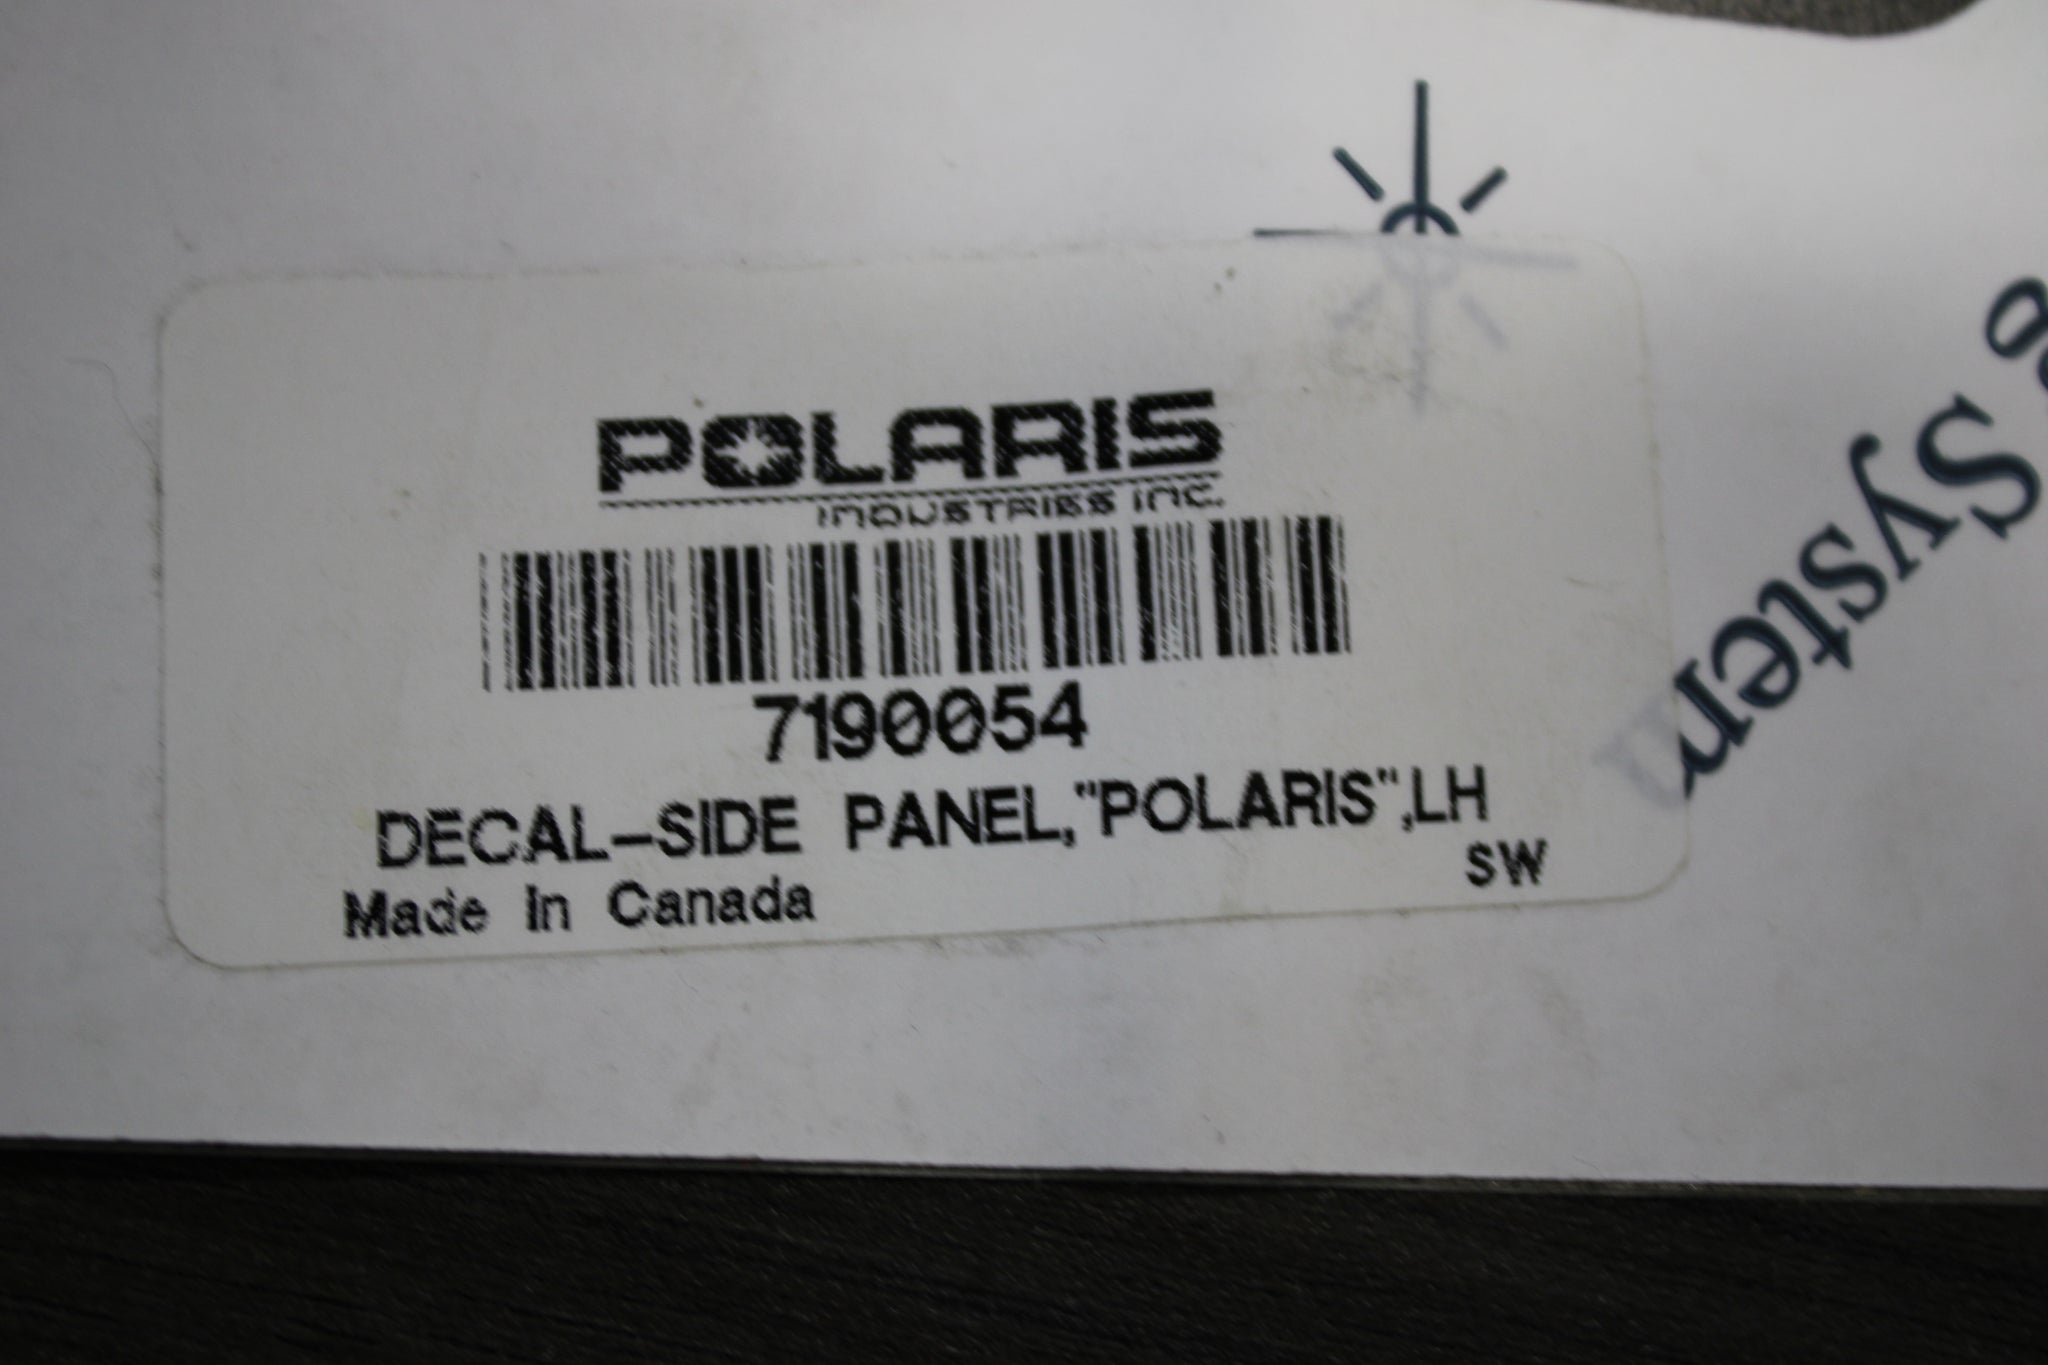 POLARIS
INDUSTRIES INC.
7190054
DECAL-SIDE PANEL,"POLARIS",LH
SW
Made In Canada
System